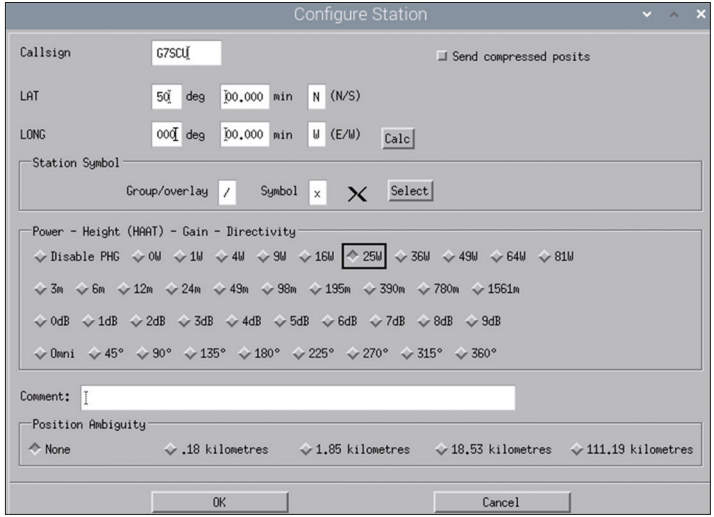 Configure Station
Callsign G7SCU Send compressed posits
LAT 50 deg 00.000 min N (N/S)
LONG 000 deg 00.000 min W (E/W) Calc
Station Symbol
Group/overlay / Symbol x Select
Power - Height (HAAT) - Gain - Directivity
Disable PHG 0W 1W 4W 9W 16W 25W 36W 49W 64W 81W
3m 6m 12m 24m 49m 98m 195m 390m 780m 1561m
0dB 1dB 2dB 3dB 4dB 5dB 6dB 7dB 8dB 9dB
Omni 45° 90° 135° 180° 225° 270° 315° 360°
Comment:
Position Ambiguity
None .18 kilometres 1.85 kilometres 18.53 kilometres 111.19 kilometres
OK Cancel